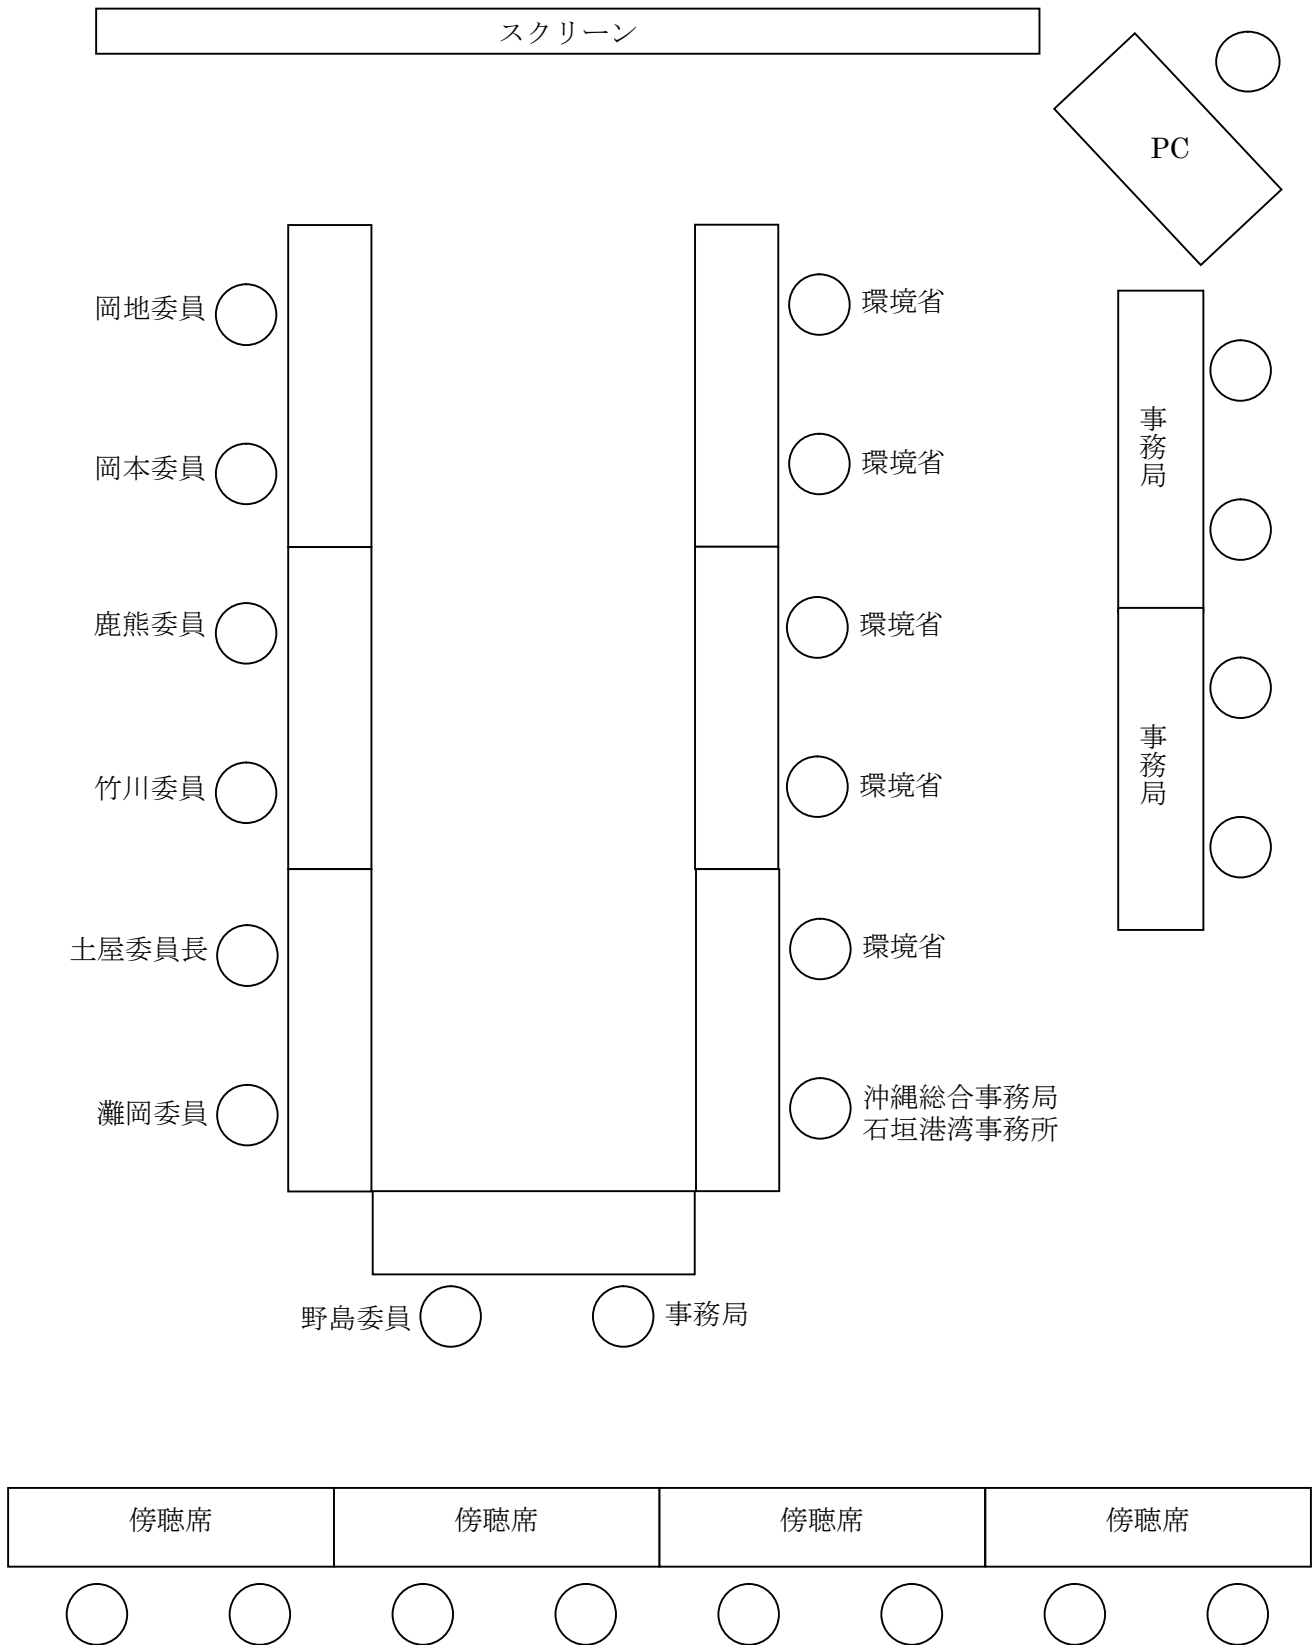 スクリーン
PC
岡地委員
環境省
岡本委員
環境省
事務局
鹿熊委員
環境省
竹川委員
環境省
事務局
土屋委員長
環境省
灘岡委員
沖縄総合事務局
石垣港湾事務所
野島委員
事務局
傍聴席
傍聴席
傍聴席
傍聴席